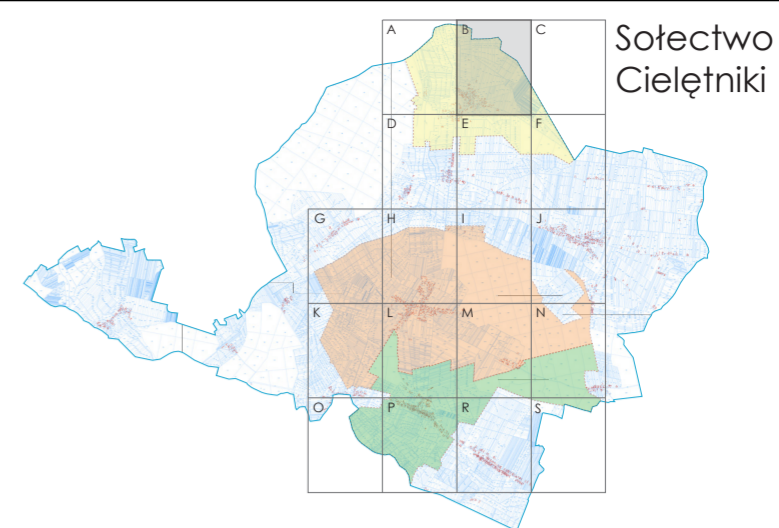 Sołectwo
Cielętniki
A B C
D E F
G H I J
K L M N
O P R S